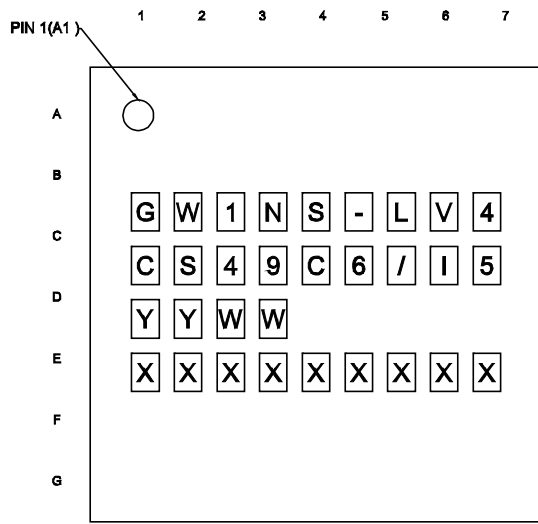 1 2 3 4 5 6 7
PIN 1(A1 )
A
B
GW1NS-LV4
C
CS49C6/I5
D
YYWW
E
XXXXXXXXX
F
G